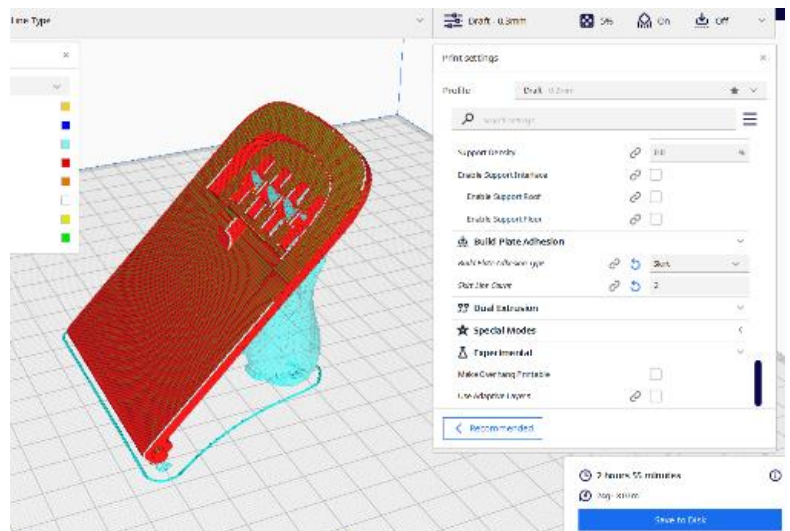 Line Type
Draft - 0.3mm
5%
On
Off
Print settings
Profile
Draft
Support Density
0.0
%
Enable Support Interface
Enable Support Roof
Enable Support Floor
Build Plate Adhesion
Build Plate Adhesion Type
Skirt
Skirt Line Count
2
Dual Extrusion
Special Modes
Experimental
Make Overhang Printable
Use Adaptive Layers
Recommended
2 hours 55 minutes
Save to Disk